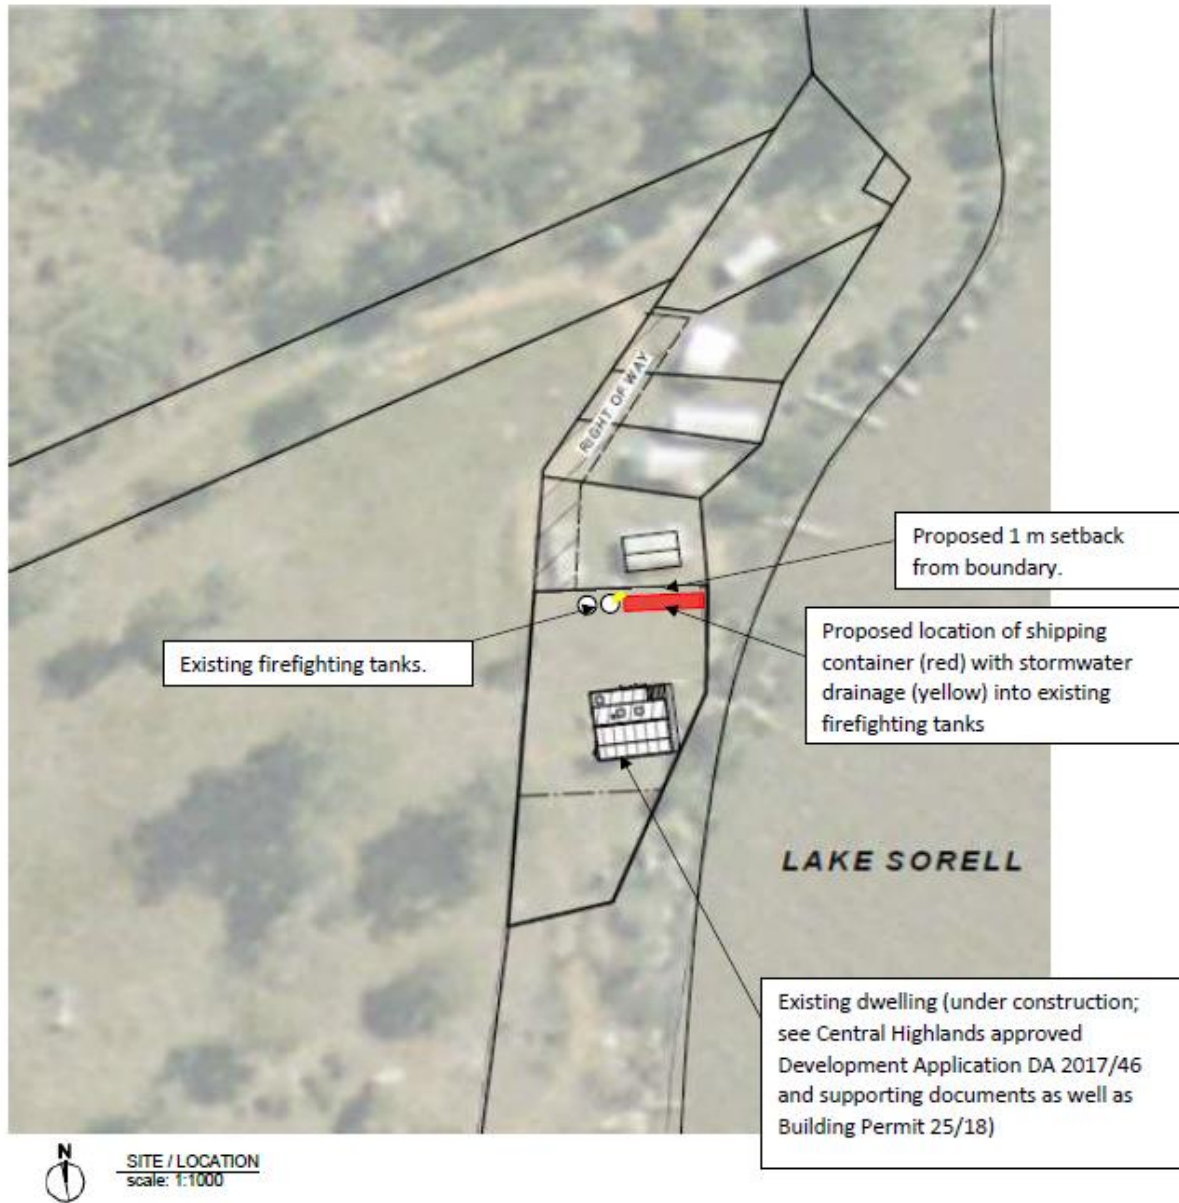 RIGHT OF WAY
Proposed 1 m setback
from boundary.
Existing firefighting tanks.
Proposed location of shipping
container (red) with stormwater
drainage (yellow) into existing
firefighting tanks
LAKE SORELL
Existing dwelling (under construction;
see Central Highlands approved
Development Application DA 2017/46
and supporting documents as well as
Building Permit 25/18)
N
SITE / LOCATION
scale: 1:1000